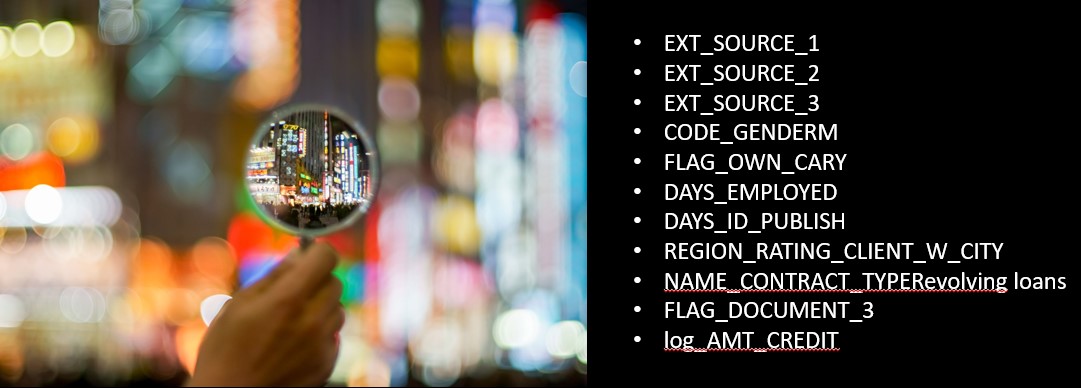 • EXT_SOURCE_1
• EXT_SOURCE_2
• EXT_SOURCE_3
• CODE_GENDERM
• FLAG_OWN_CARY
• DAYS_EMPLOYED
• DAYS_ID_PUBLISH
• REGION_RATING_CLIENT_W_CITY
• NAME_CONTRACT_TYPERevolving loans
• FLAG_DOCUMENT_3
• log_AMT_CREDIT